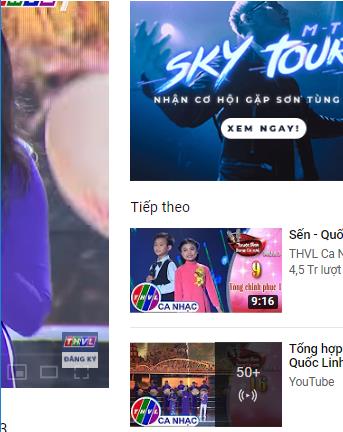 THVL
ĐĂNG KÝ
M-T
SKY TOUR
NHẬN CƠ HỘI GẶP SƠN TÙNG
XEM NGAY!
Tiếp theo
9
Tổng chinh phục 1
9:16
THVL
CA NHẠC
Sến - Quố
THVL Ca N
4,5 Tr lượt
50+
THVL
CA NHẠC
Tổng hợp
Quốc Linh
YouTube